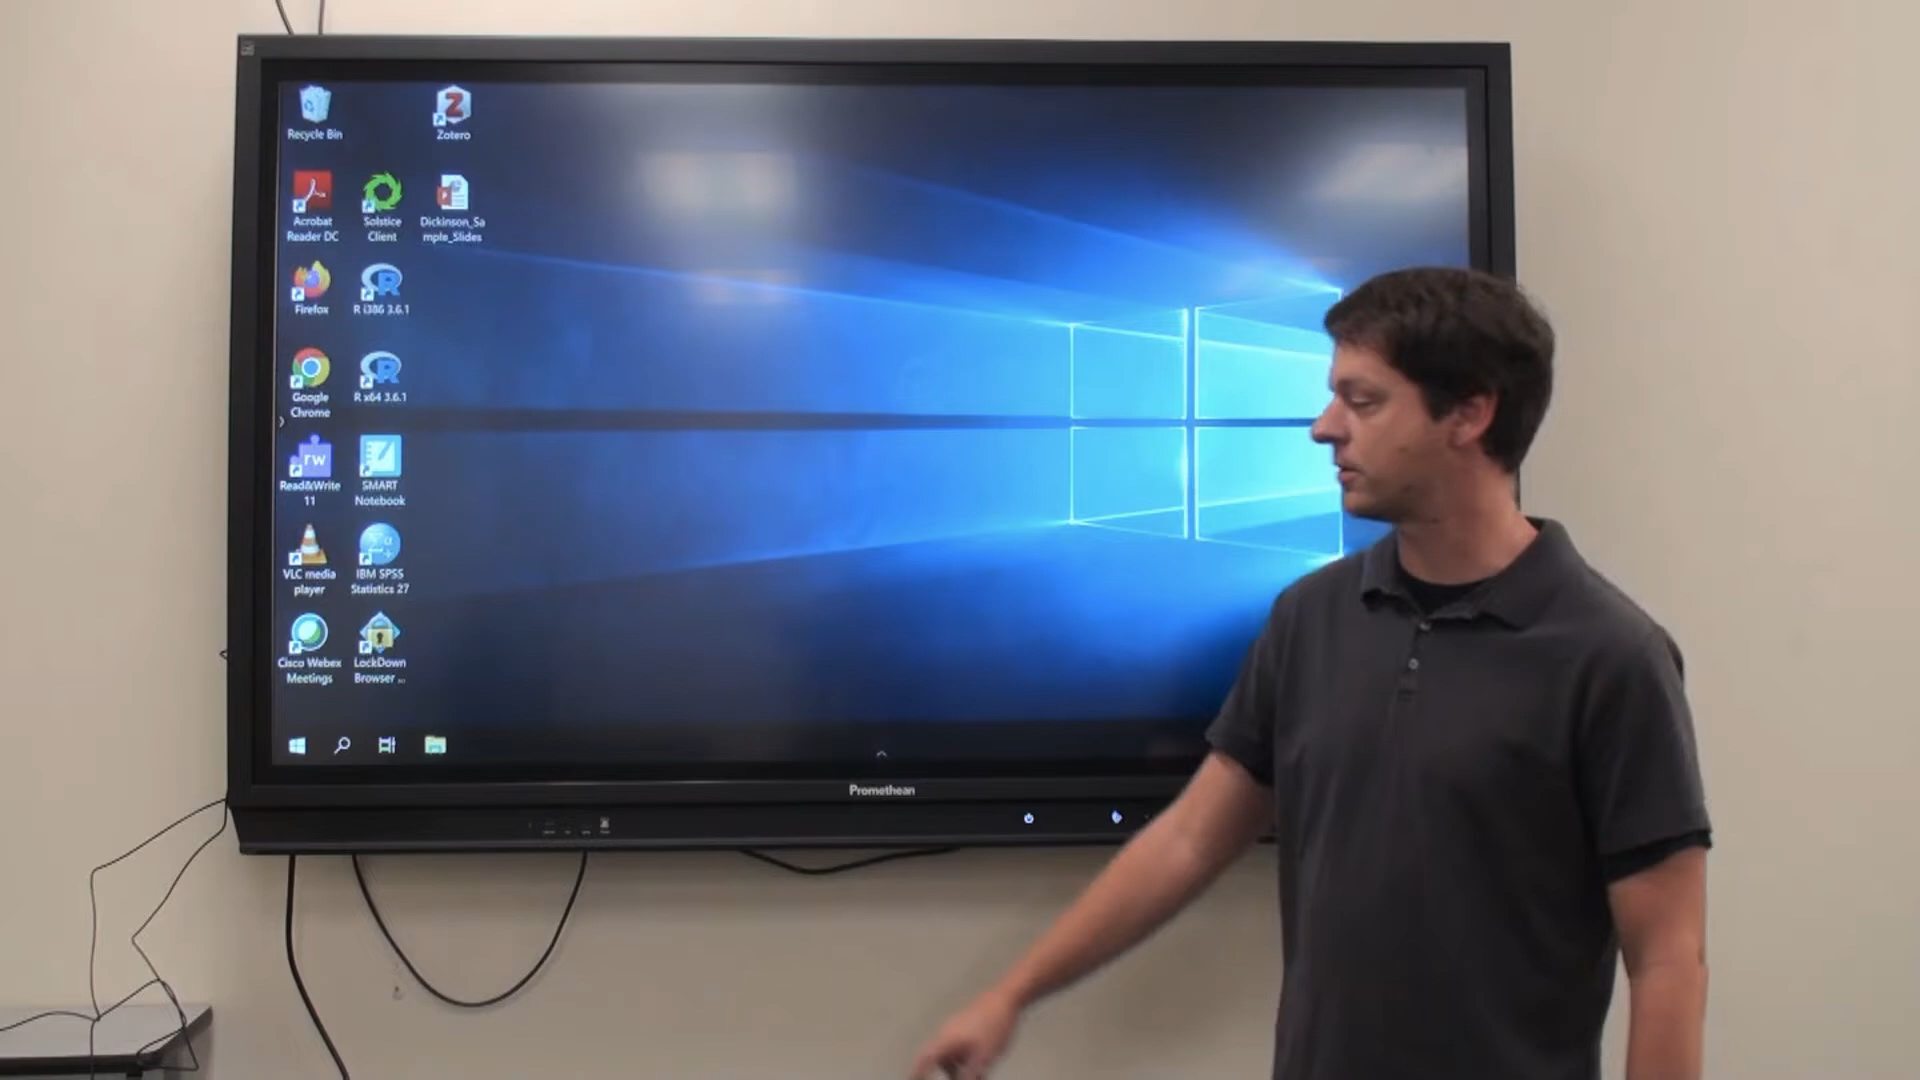 Recycle Bin
Zotero
Acrobat
Reader DC
Solstice
Client
Dickinson_Sa
mple_Slides
Firefox
R i386 3.6.1
Google
Chrome
R x64 3.6.1
rw
Read&Write
11
SMART
Notebook
VLC media
player
IBM SPSS
Statistics 27
Cisco Webex
Meetings
LockDown
Browser ...
Promethean